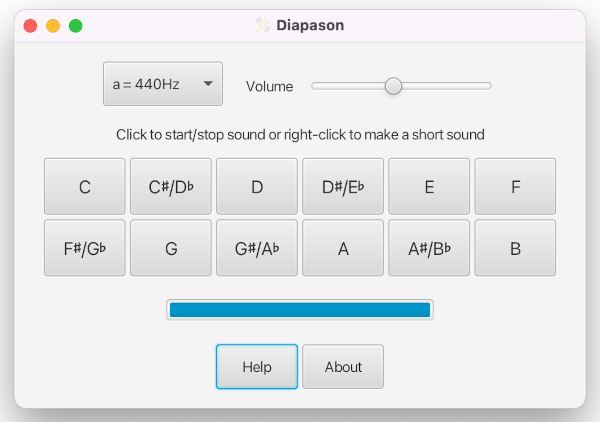 Diapason
a = 440Hz Volume
Click to start/stop sound or right-click to make a short sound
C C♯/D♭ D D♯/E♭ E F
F♯/G♭ G G♯/A♭ A A♯/B♭ B
Help About